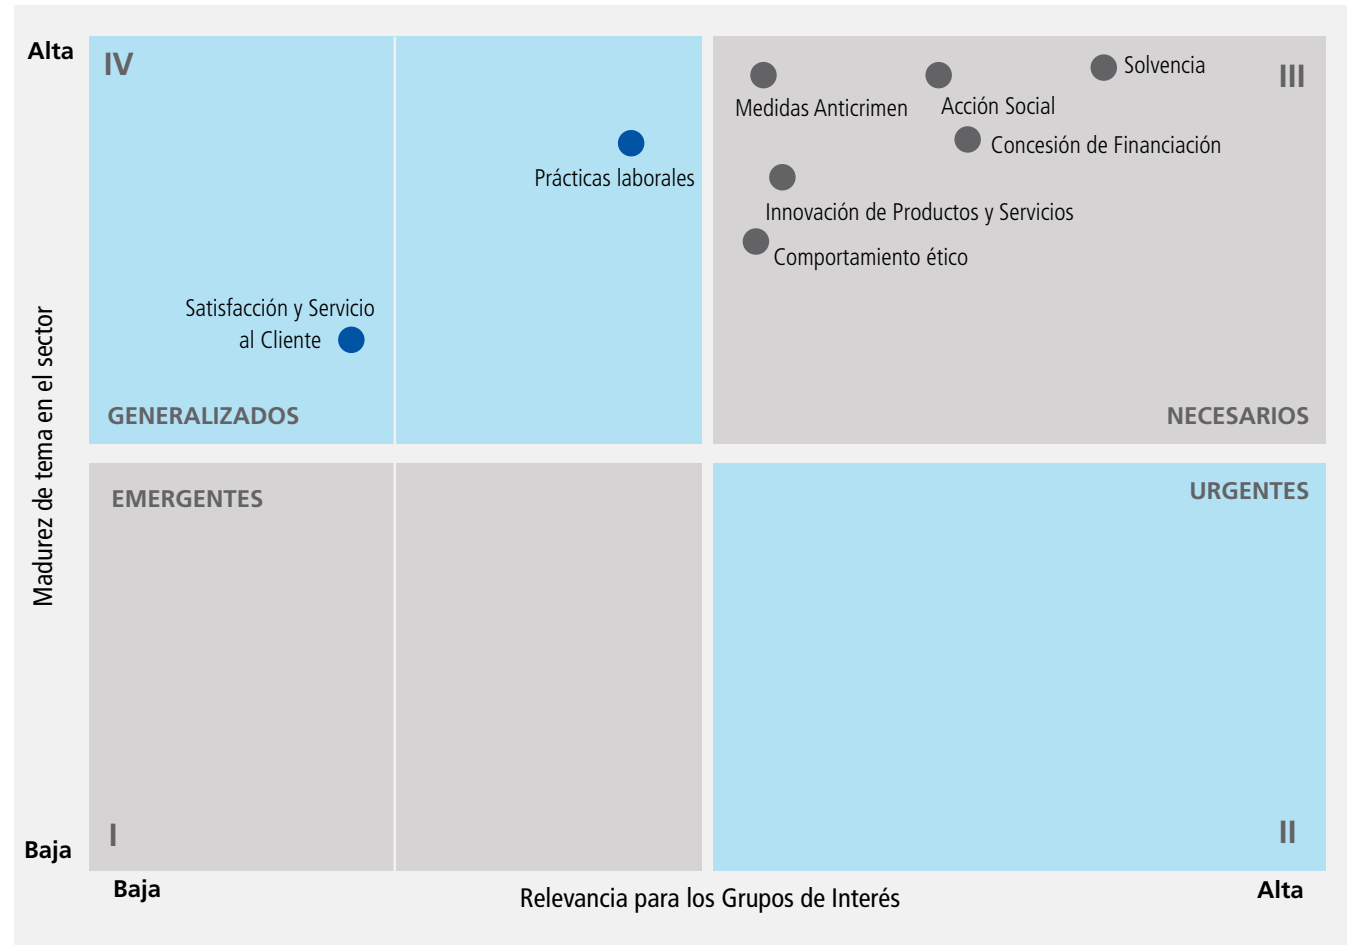 Alta
IV
III
Solvencia
Medidas Anticrimen
Acción Social
Concesión de Financiación
Prácticas laborales
Innovación de Productos y Servicios
Comportamiento ético
Satisfacción y Servicio
al Cliente
GENERALIZADOS
NECESARIOS
Madurez de tema en el sector
EMERGENTES
URGENTES
I
II
Baja
Baja
Relevancia para los Grupos de Interés
Alta